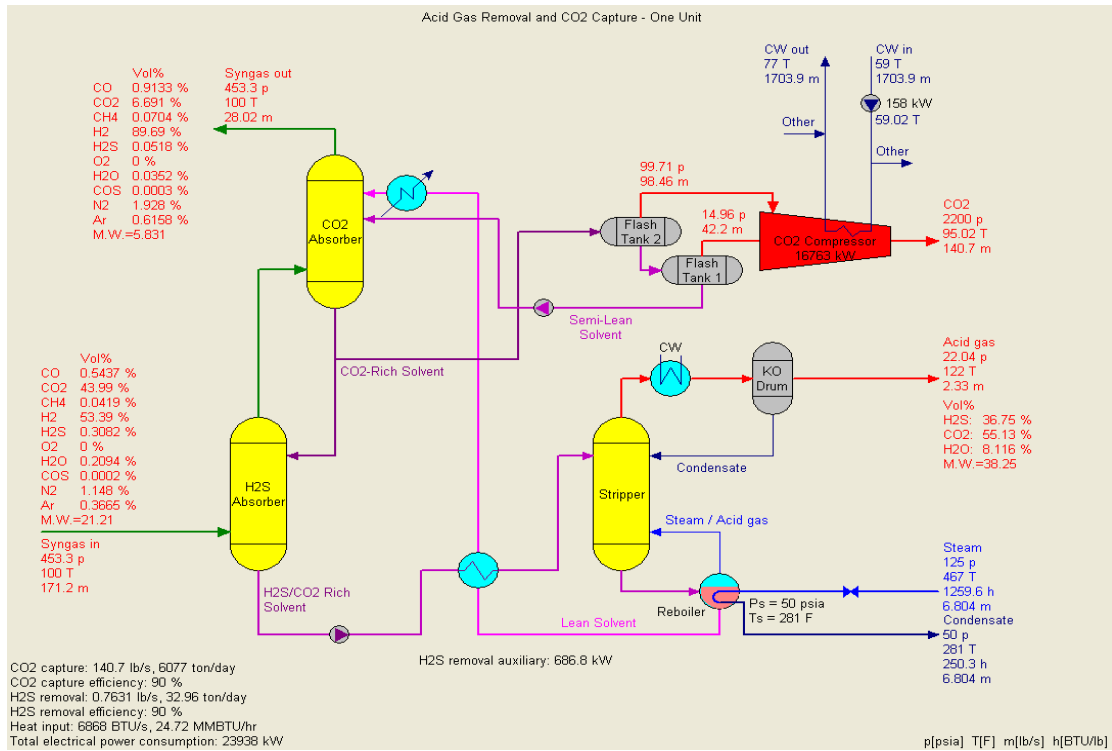 Acid Gas Removal and CO2 Capture - One Unit
Vol%
CO 0.9133 %
CO2 6.691 %
CH4 0.0704 %
H2 89.69 %
H2S 0.0518 %
O2 0 %
H2O 0.0352 %
COS 0.0003 %
N2 1.928 %
Ar 0.6158 %
M.W.=5.831
Syngas out
453.3 p
100 T
28.02 m
CW out
77 T
1703.9 m
CW in
59 T
1703.9 m
158 kW
59.02 T
Other
Other
CO2
Absorber
99.71 p
98.46 m
Flash
Tank 2
14.96 p
42.2 m
Flash
Tank 1
CO2 Compressor
16763 kW
CO2
2200 p
95.02 T
140.7 m
Semi-Lean
Solvent
CO2-Rich Solvent
Vol%
CO 0.5437 %
CO2 43.99 %
CH4 0.0419 %
H2 53.39 %
H2S 0.3082 %
O2 0 %
H2O 0.2094 %
COS 0.0002 %
N2 1.148 %
Ar 0.3665 %
M.W.=21.21
Syngas in
453.3 p
100 T
171.2 m
H2S
Absorber
H2S/CO2 Rich
Solvent
CW
KO
Drum
Acid gas
22.04 p
122 T
2.33 m
Vol%
H2S: 36.75 %
CO2: 55.13 %
H2O: 8.116 %
M.W.=38.25
Condensate
Stripper
Steam / Acid gas
Reboiler
Ps = 50 psia
Ts = 281 F
Lean Solvent
Steam
125 p
467 T
1259.6 h
6.804 m
Condensate
50 p
281 T
250.3 h
6.804 m
H2S removal auxiliary: 686.8 kW
CO2 capture: 140.7 lb/s, 6077 ton/day
CO2 capture efficiency: 90 %
H2S removal: 0.7631 lb/s, 32.96 ton/day
H2S removal efficiency: 90 %
Heat input: 6868 BTU/s, 24.72 MMBTU/hr
Total electrical power consumption: 23938 kW
p[psia] T[F] m[lb/s] h[BTU/lb]